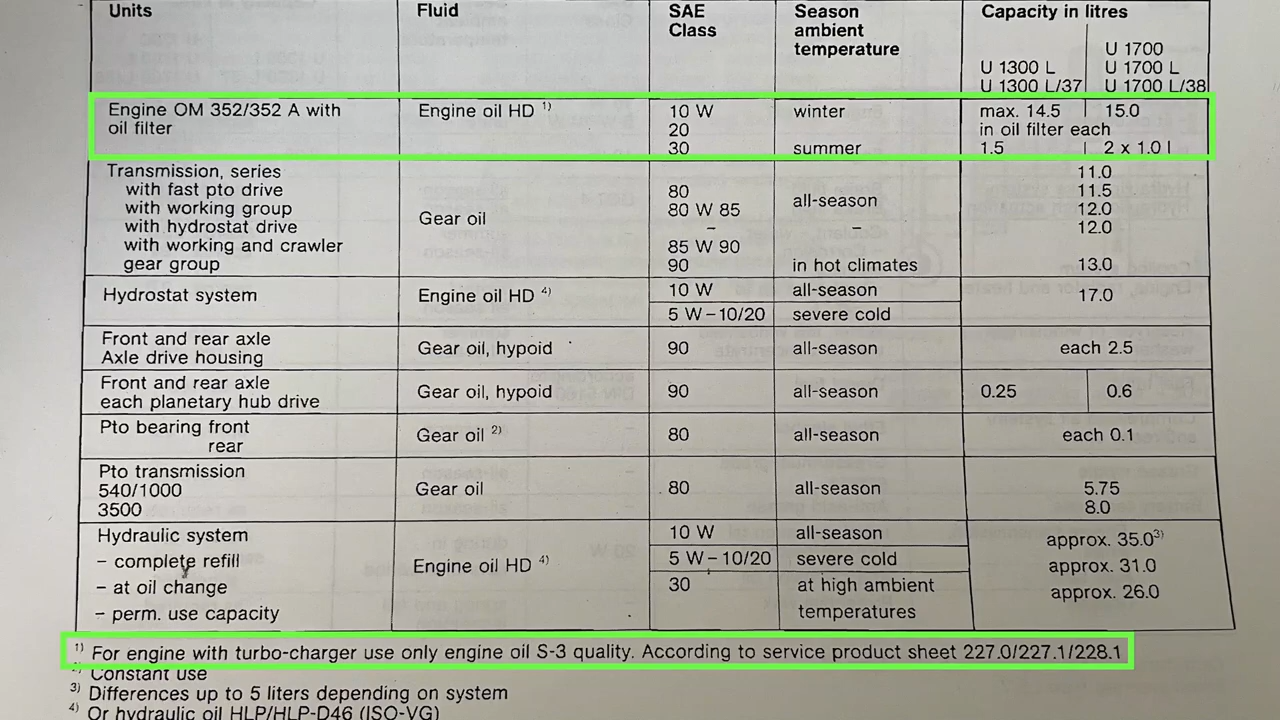 Units Fluid SAE Class Season ambient temperature Capacity in litres
U 1300 L U 1300 L/37 U 1700 U 1700 L U 1700 L/38
Engine OM 352/352 A with oil filter Engine oil HD 1) 10 W 20 30 winter summer max. 14.5 15.0 in oil filter each 1.5 2 x 1.0 l
Transmission, series 11.0
with fast pto drive 80 11.5
with working group 80 W 85 all-season 12.0
with hydrostat drive Gear oil – – 12.0
with working and crawler 85 W 90
gear group 90 in hot climates 13.0
Hydrostat system Engine oil HD 4) 10 W all-season 17.0
5 W – 10/20 severe cold
Front and rear axle
Axle drive housing Gear oil, hypoid 90 all-season each 2.5
Front and rear axle
each planetary hub drive Gear oil, hypoid 90 all-season 0.25 0.6
Pto bearing front
rear Gear oil 2) 80 all-season each 0.1
Pto transmission
540/1000 Gear oil 80 all-season 5.75
3500 8.0
Hydraulic system 10 W all-season approx. 35.0 3)
– complete refill Engine oil HD 4) 5 W – 10/20 severe cold approx. 31.0
– at oil change 30 at high ambient approx. 26.0
– perm. use capacity temperatures
1) For engine with turbo-charger use only engine oil S-3 quality. According to service product sheet 227.0/227.1/228.1
2) Constant use
3) Differences up to 5 liters depending on system
4) Or hydraulic oil HLP/HLP-D46 (ISO-VG)